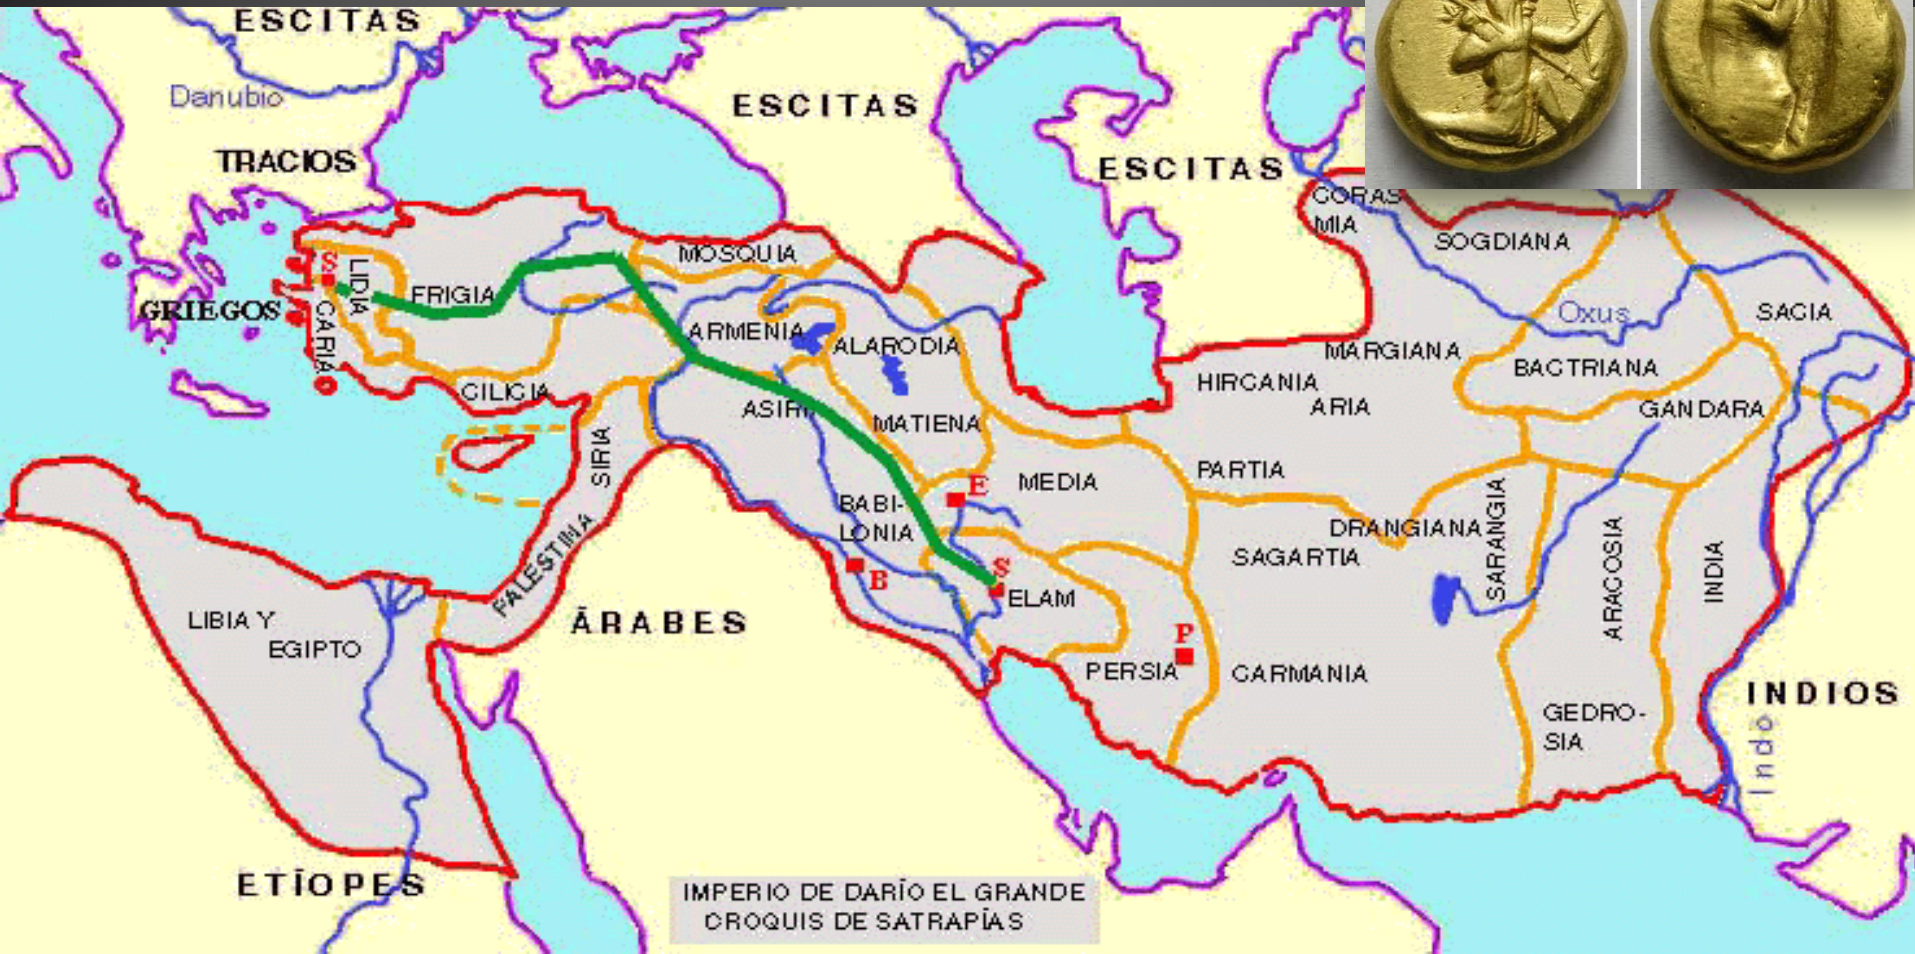 ESCITAS
Danubio
TRACIOS
GRIEGOS
ESCITAS
ESCITAS
CORAS
MIA
SOGDIANA
Oxus
SACIA
MOSQUIA
S
LIDIA
FRIGIA
CARIA
ARMENIA
ALARODIA
MARGIANA
BACTRIANA
HIRCANIA
ARIA
GANDARA
CILICIA
ASIRI
MATIENA
SIRIA
PARTIA
MEDIA
E
BABI-
LONIA
DRANGIANA
SARANGIA
SAGARTIA
ARACOSIA
INDIA
PALESTINA
B
S
ELAM
LIBIA Y
EGIPTO
ÁRABES
P
PERSIA
CARMANIA
GEDRO-
SIA
INDIOS
Indo
ETÍOPES
IMPERIO DE DARÍO EL GRANDE
CROQUIS DE SATRAPÍAS